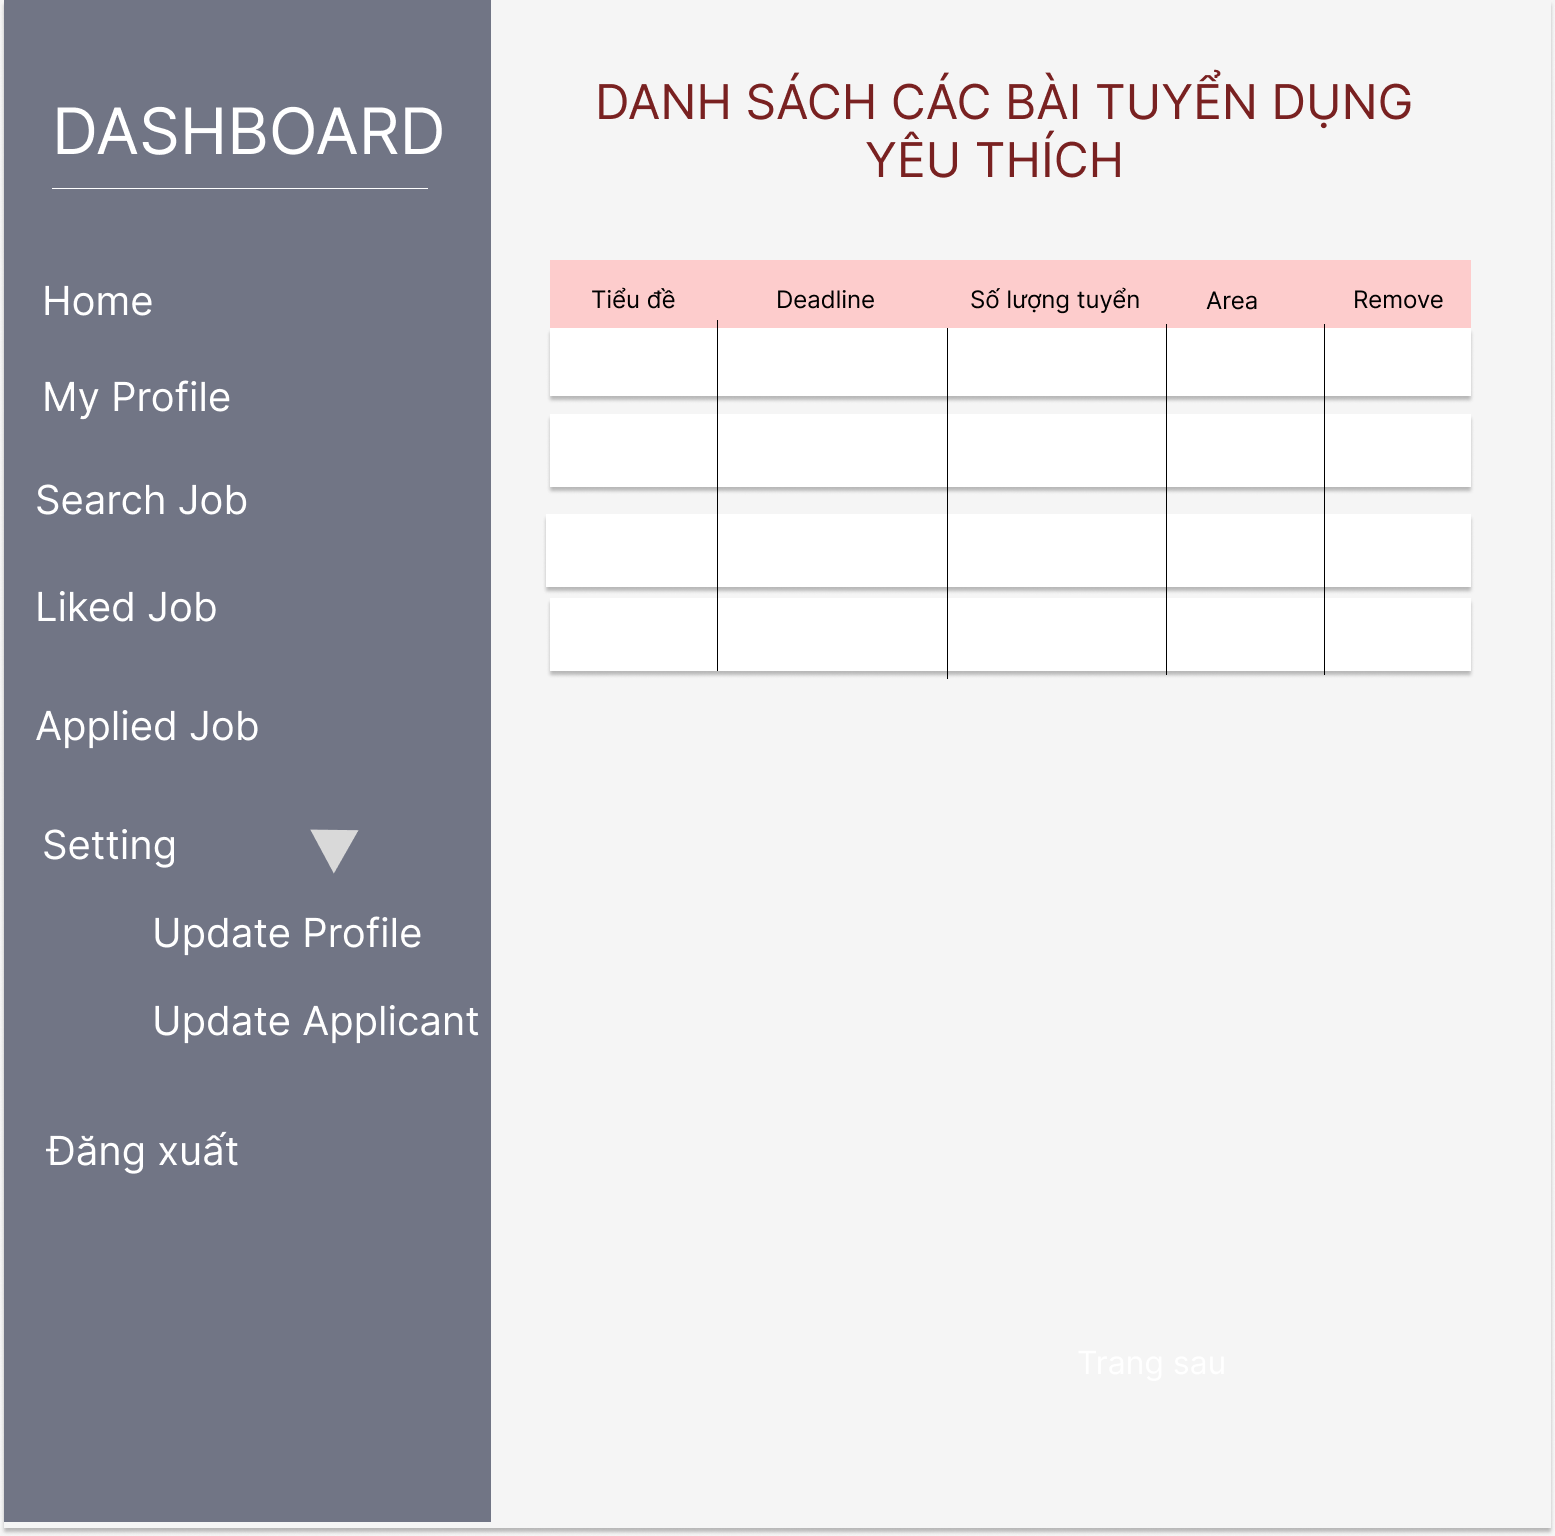 DASHBOARD
Home
My Profile
Search Job
Liked Job
Applied Job
Setting
Update Profile
Update Applicant
Đăng xuất
DANH SÁCH CÁC BÀI TUYỂN DỤNG
YÊU THÍCH
Tiểu đề
Deadline
Số lượng tuyển
Area
Remove
Trang sau